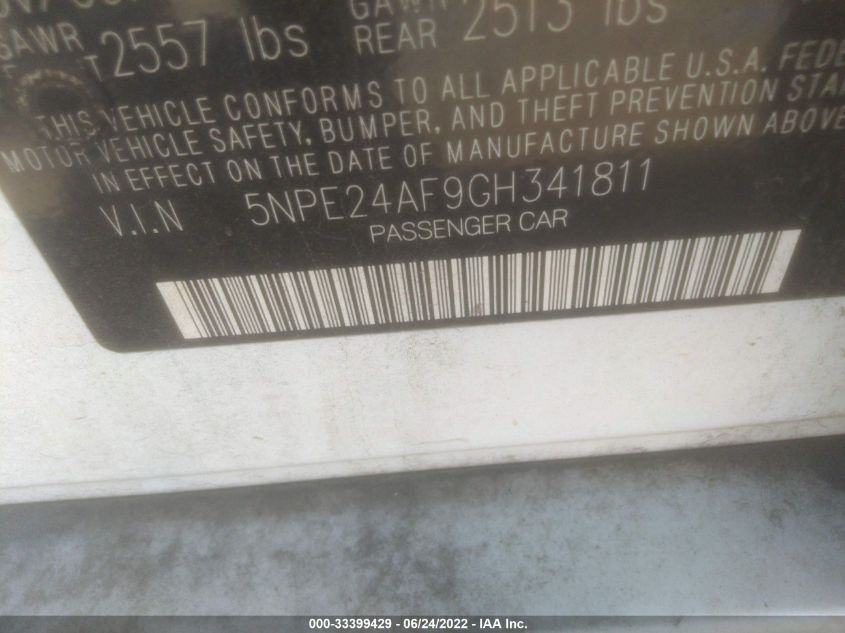 GAWR
2557 lbs
GAWR
REAR 2513 lbs
THIS VEHICLE CONFORMS TO ALL APPLICABLE U.S.A. FEDE
MOTOR VEHICLE SAFETY, BUMPER, AND THEFT PREVENTION STA
IN EFFECT ON THE DATE OF MANUFACTURE SHOWN ABOVE
V.I.N 5NPE24AF9GH341811
PASSENGER CAR
000-33399429 - 06/24/2022 - IAA Inc.